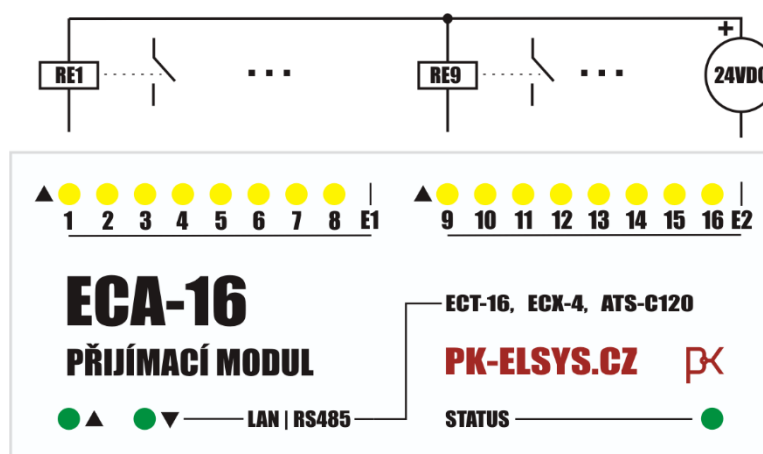 +
RE1 ... RE9 ... 24VDC
1 2 3 4 5 6 7 8 E1 9 10 11 12 13 14 15 16 E2
ECA-16
ECT-16, ECX-4, ATS-C120
PŘIJÍMACÍ MODUL
PK-ELSYS.CZ
LAN | RS485
STATUS